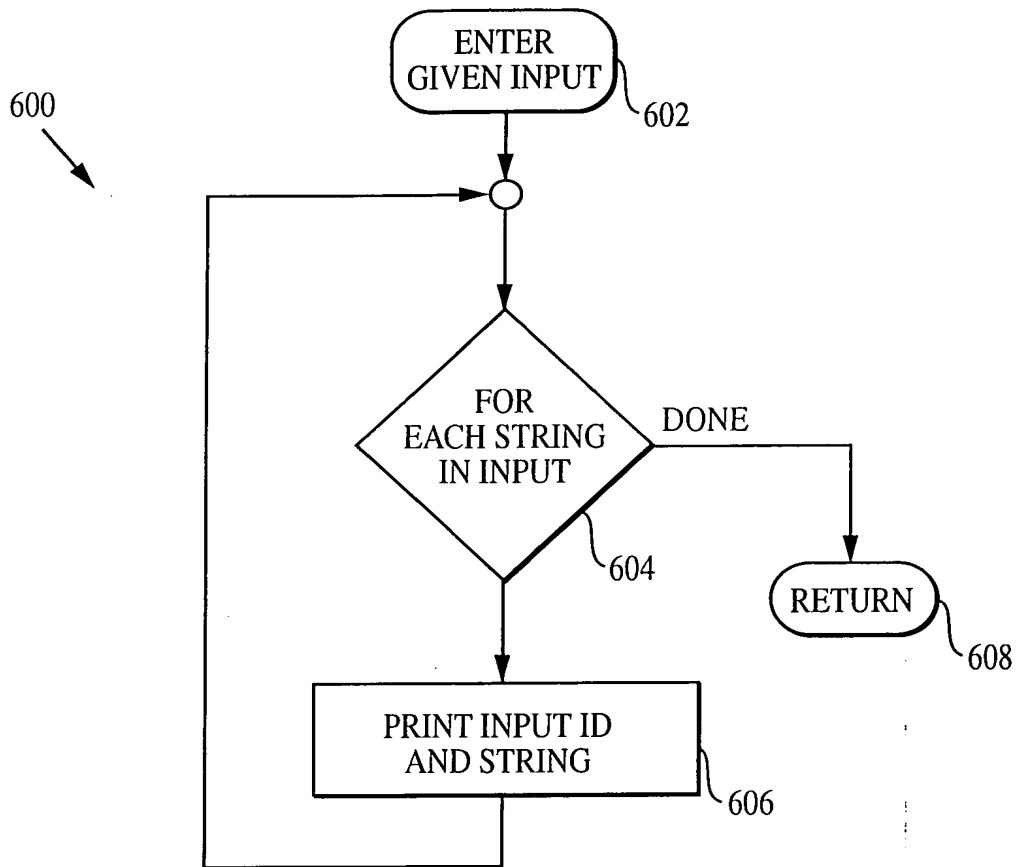 ENTER
GIVEN INPUT
602
600
FOR
EACH STRING
IN INPUT
DONE
604
RETURN
608
PRINT INPUT ID
AND STRING
606